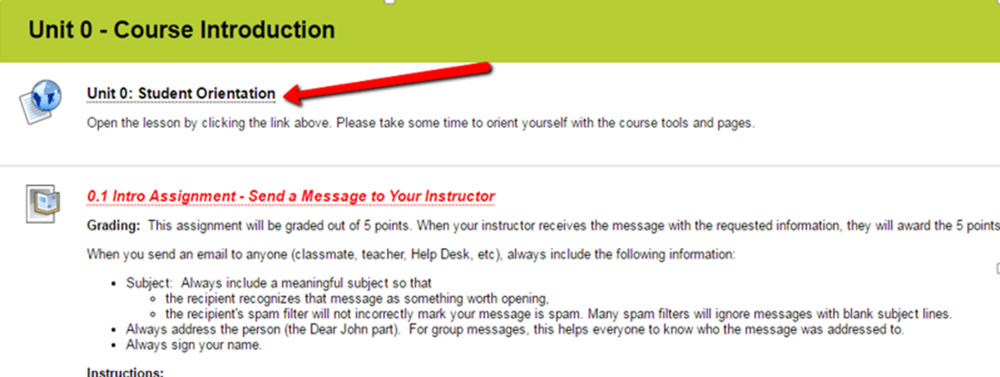 Unit 0 - Course Introduction
Unit 0: Student Orientation
Open the lesson by clicking the link above. Please take some time to orient yourself with the course tools and pages.
0.1 Intro Assignment - Send a Message to Your Instructor
Grading:  This assignment will be graded out of 5 points. When your instructor receives the message with the requested information, they will award the 5 points
When you send an email to anyone (classmate, teacher, Help Desk, etc), always include the following information:
• Subject:  Always include a meaningful subject so that
◦ the recipient recognizes that message as something worth opening,
◦ the recipient's spam filter will not incorrectly mark your message is spam. Many spam filters will ignore messages with blank subject lines.
• Always address the person (the Dear John part).  For group messages, this helps everyone to know who the message was addressed to.
• Always sign your name.
Instructions: